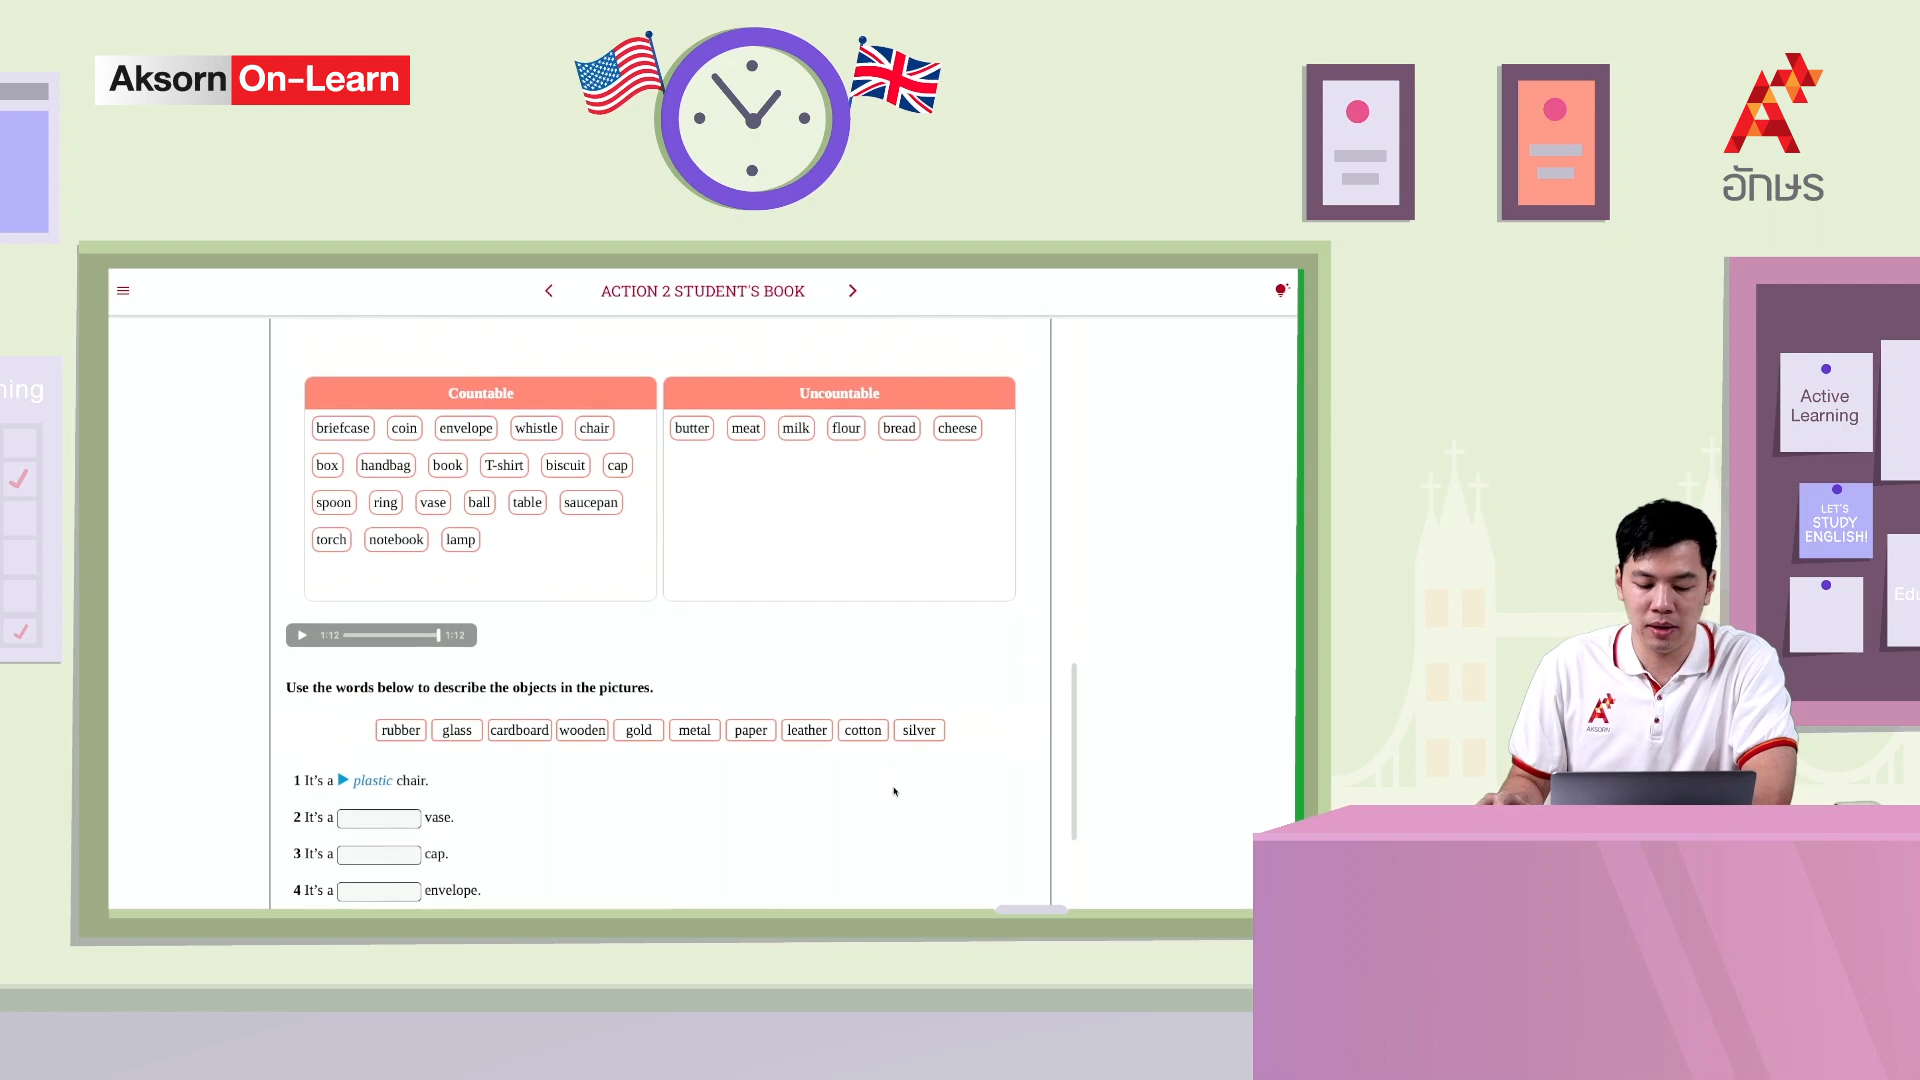 Aksorn On-Learn
อักษร
ning
ACTION 2 STUDENT'S BOOK
Countable
Uncountable
briefcase coin envelope whistle chair
box handbag book T-shirt biscuit cap
spoon ring vase ball table saucepan
torch notebook lamp
butter meat milk flour bread cheese
1:12 1:12
Use the words below to describe the objects in the pictures.
rubber glass cardboard wooden gold metal paper leather cotton silver
1 It's a plastic chair.
2 It's a vase.
3 It's a cap.
4 It's a envelope.
Active
Learning
LET'S
STUDY
ENGLISH!
Edu
AKSORN